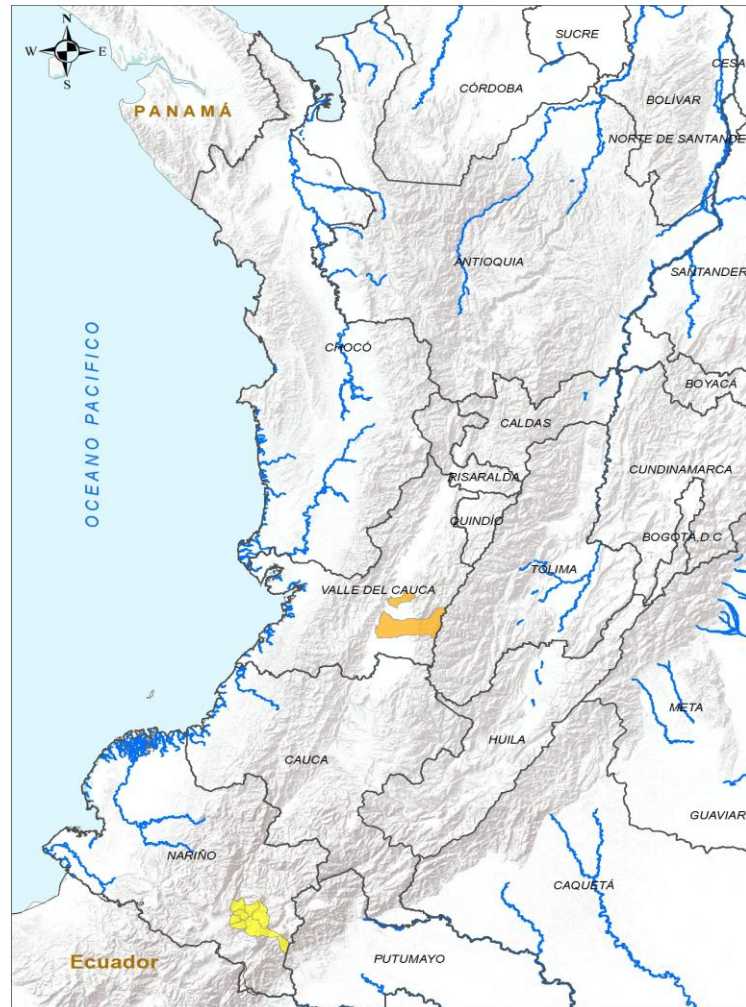 N
W E
S
SUCRE
CESA
CÓRDOBA
BOLÍVAR
PANAMÁ
NORTE DE SANTANDE
ANTIOQUIA
SANTANDER
CHOCÓ
BOYACÁ
CALDAS
CUNDINAMARCA
RISARALDA
OCEANO PACIFICO
QUINDÍO
BOGOTÁ,D.C
TOLIMA
VALLE DEL CAUCA
META
HUILA
CAUCA
GUAVIAR
NARIÑO
CAQUETÁ
Ecuador
PUTUMAYO